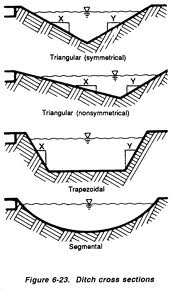 X Y
Triangular (symmetrical)
X Y
Triangular (nonsymmetrical)
X Y
Trapezoidal
Segmental
Figure 6-23. Ditch cross sections